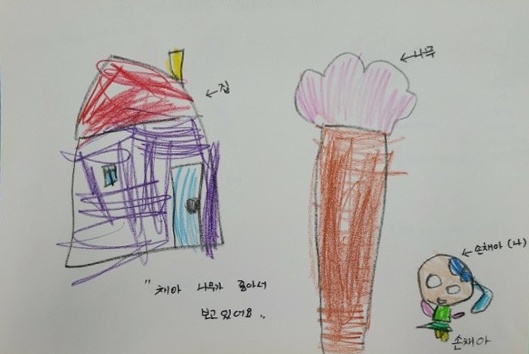 ←집
←나무
"채아 나무가 좋아서
보고 있어요"
←손채아 (나)
손채아